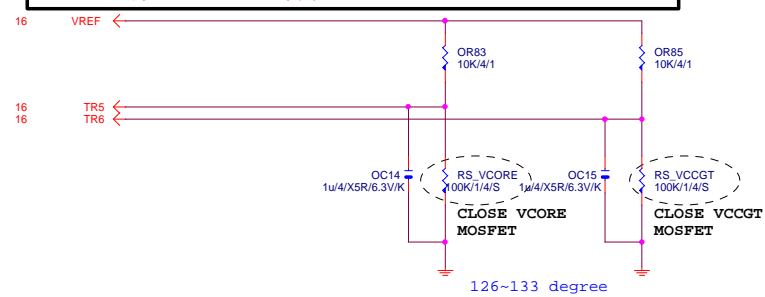 16 VREF
OR83
10K/4/1
OR85
10K/4/1
16 TR5
16 TR6
OC14
1u/4/X5R/6.3V/K
RS_VCORE
100K/1/4/S
OC15
1u/4/X5R/6.3V/K
RS_VCCGT
100K/1/4/S
CLOSE VCORE
MOSFET
CLOSE VCCGT
MOSFET
126~133 degree